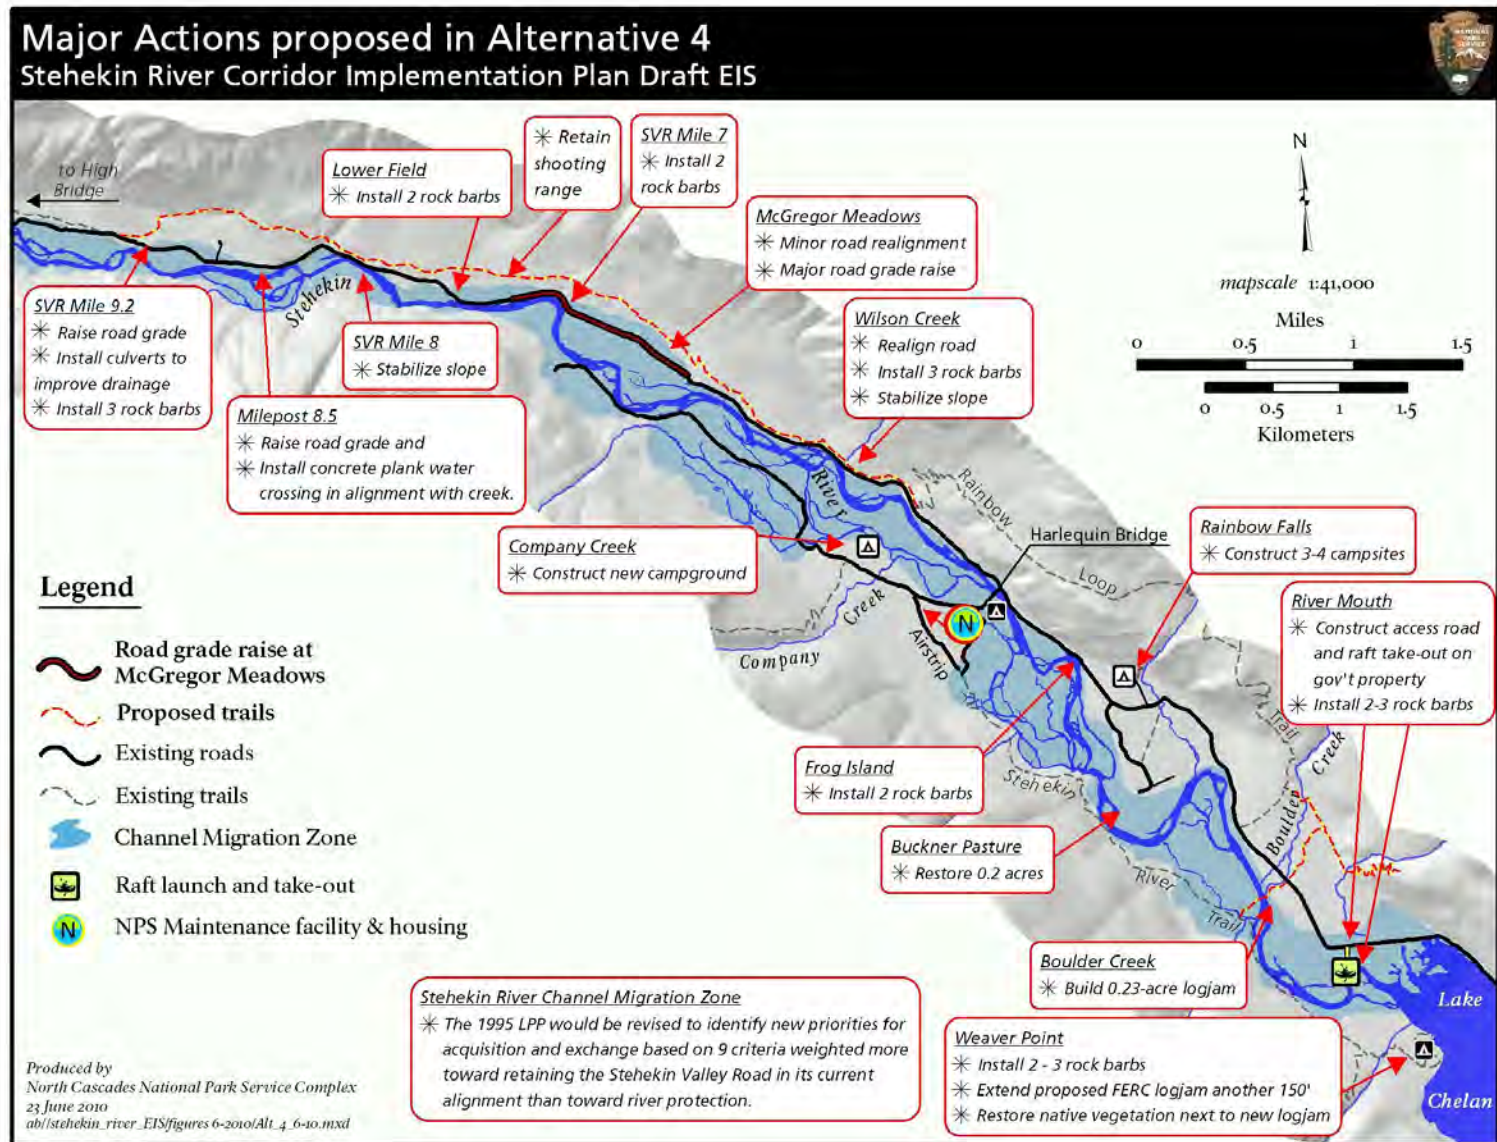 Major Actions proposed in Alternative 4
Stehekin River Corridor Implementation Plan Draft EIS
NATIONAL
PARK
SERVICE
to High
Bridge
Lower Field
✳ Install 2 rock barbs
✳ Retain
shooting
range
SVR Mile 7
✳ Install 2
rock barbs
McGregor Meadows
✳ Minor road realignment
✳ Major road grade raise
N
mapscale 1:41,000
Miles
0 0.5 1 1.5
0 0.5 1 1.5
Kilometers
SVR Mile 9.2
✳ Raise road grade
✳ Install culverts to
improve drainage
✳ Install 3 rock barbs
Stehekin
SVR Mile 8
✳ Stabilize slope
Wilson Creek
✳ Realign road
✳ Install 3 rock barbs
✳ Stabilize slope
Milepost 8.5
✳ Raise road grade and
✳ Install concrete plank water
crossing in alignment with creek.
River
Rainbow
Loop
Trail
Harlequin Bridge
Rainbow Falls
✳ Construct 3-4 campsites
Company Creek
✳ Construct new campground
River Mouth
✳ Construct access road
and raft take-out on
gov't property
✳ Install 2-3 rock barbs
N
Airstrip
Company
Creek
Boulder
Creek
Frog Island
✳ Install 2 rock barbs
Stehekin
River
Trail
Buckner Pasture
✳ Restore 0.2 acres
Boulder Creek
✳ Build 0.23-acre logjam
Weaver Point
✳ Install 2 - 3 rock barbs
✳ Extend proposed FERC logjam another 150'
✳ Restore native vegetation next to new logjam
Lake
Chelan
Legend
Road grade raise at
McGregor Meadows
Proposed trails
Existing roads
Existing trails
Channel Migration Zone
Raft launch and take-out
N
NPS Maintenance facility & housing
Stehekin River Channel Migration Zone
✳ The 1995 LPP would be revised to identify new priorities for
acquisition and exchange based on 9 criteria weighted more
toward retaining the Stehekin Valley Road in its current
alignment than toward river protection.
Produced by
North Cascades National Park Service Complex
23 June 2010
ab//stehekin_river_EIS/figures 6-2010/Alt_4_6-10.mxd